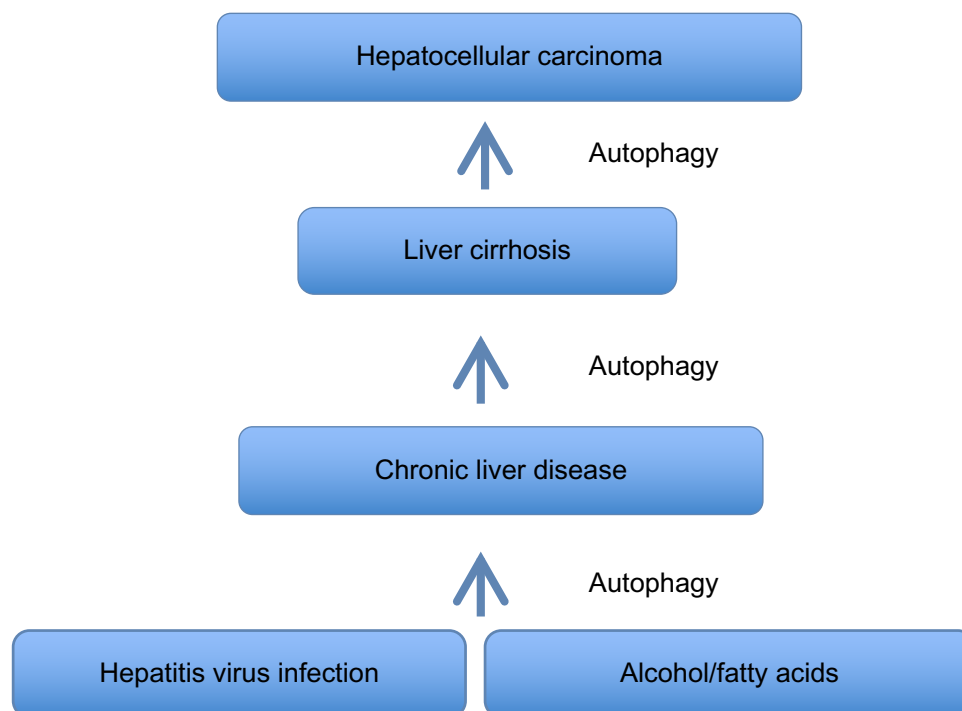 Hepatocellular carcinoma
Autophagy
Liver cirrhosis
Autophagy
Chronic liver disease
Autophagy
Hepatitis virus infection
Alcohol/fatty acids